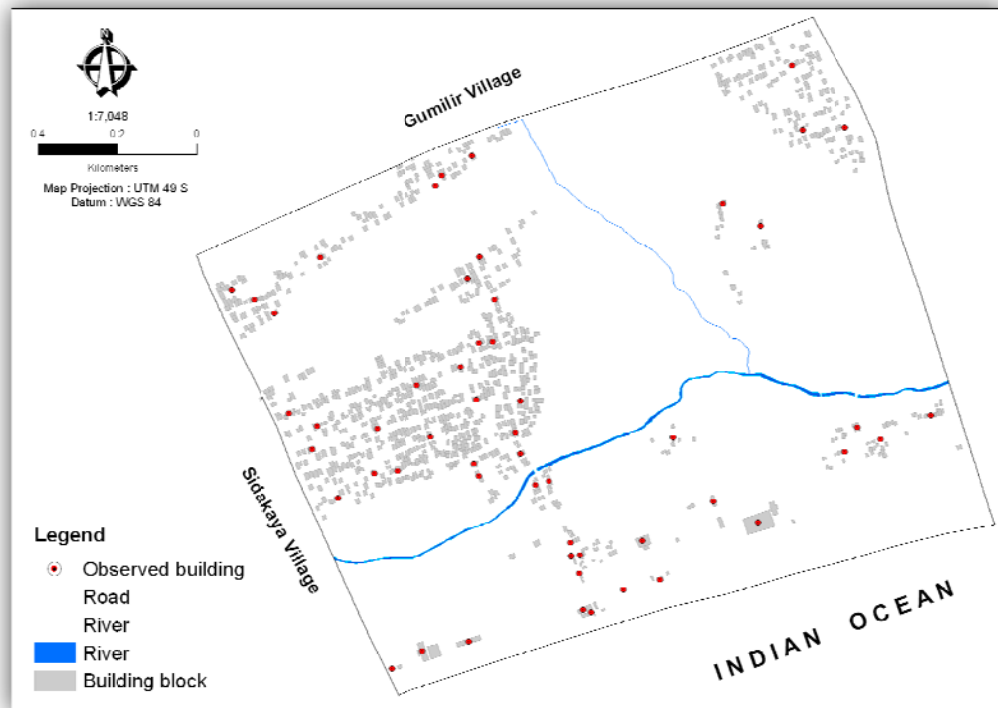 N
1:7,048
0.4 0.2 0
Kilometers
Map Projection : UTM 49 S
Datum : WGS 84
Gumilir Village
Sidakaya Village
INDIAN OCEAN
Legend
Observed building
Road
River
River
Building block